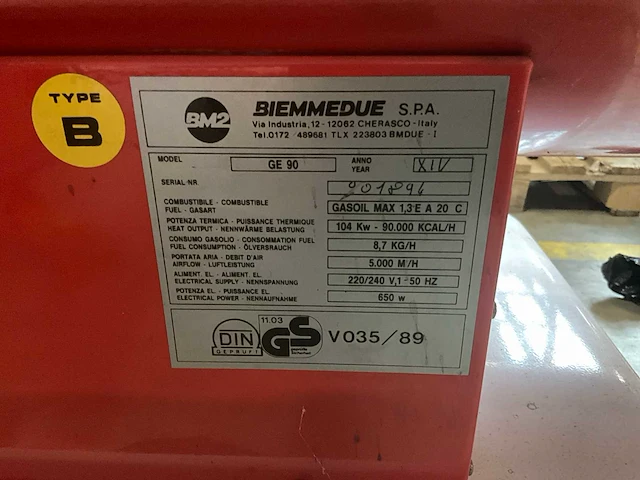 TYPE
B
BM2
BIEMMEDUE S.P.A.
Via Industria,12 - 12062 CHERASCO - Italy
Tel.0172 489681 TLX 223803 BMDUE - I
MODEL GE 90 ANNO YEAR XIV
SERIAL-NR.
COMBUSTIBILE - COMBUSTIBLE
FUEL - GASART
GASOIL MAX 1,3°E A 20 C
POTENZA TERMICA - PUISSANCE THERMIQUE
HEAT OUTPUT - NENNWÄRME BELASTUNG
104 Kw - 90.000 KCAL/H
CONSUMO GASOLIO - CONSOMMATION FUEL
FUEL CONSUMPTION - ÖLVERSRAUCH
8,7 KG/H
PORTATA ARIA - DEBIT D'AIR
AIRFLOW - LUFTLEISTUNG
5.000 M³/H
ALIMENT. EL. - ALIMENT. EL.
ELECTRICAL SUPPLY - NENNSPANNUNG
220/240 V,1~50 HZ
POTENZA EL. - PUISSANCE EL.
ELECTRICAL POWER - NENNAUFNAHME
650 w
DIN
GEPRÜFT
11.03
GS
geprüfte
Sicherheit
V035/89